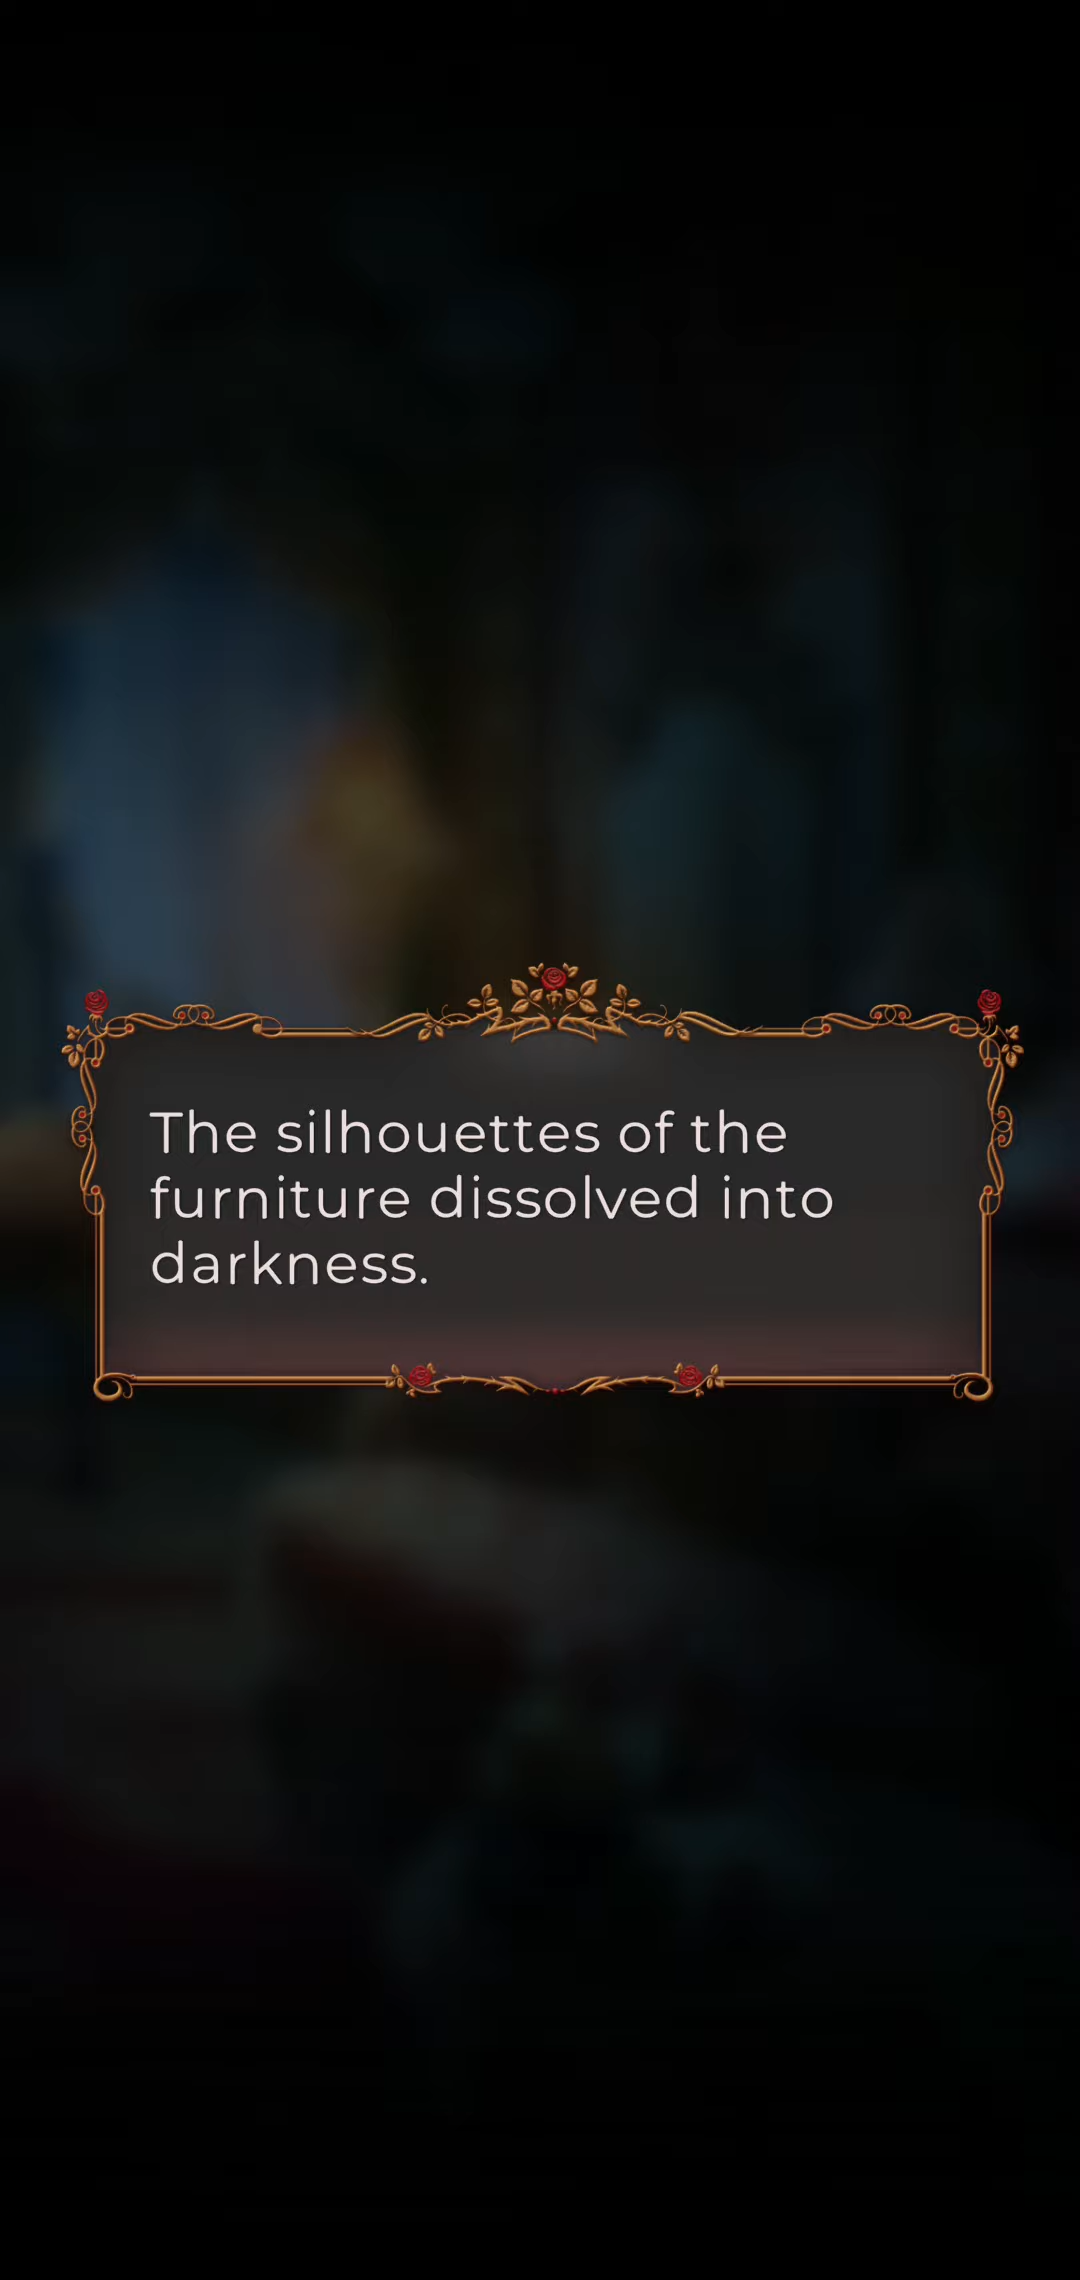 The silhouettes of the
furniture dissolved into
darkness.